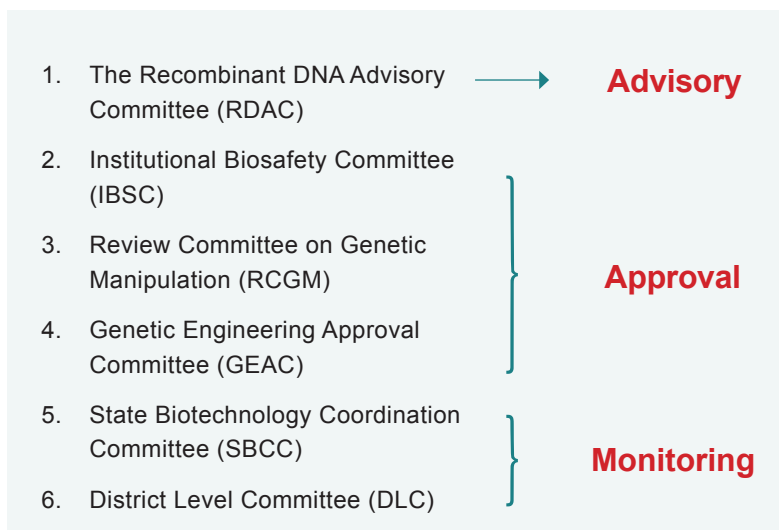 1. The Recombinant DNA Advisory
Committee (RDAC)
Advisory
2. Institutional Biosafety Committee
(IBSC)
3. Review Committee on Genetic
Manipulation (RCGM)
Approval
4. Genetic Engineering Approval
Committee (GEAC)
5. State Biotechnology Coordination
Committee (SBCC)
Monitoring
6. District Level Committee (DLC)